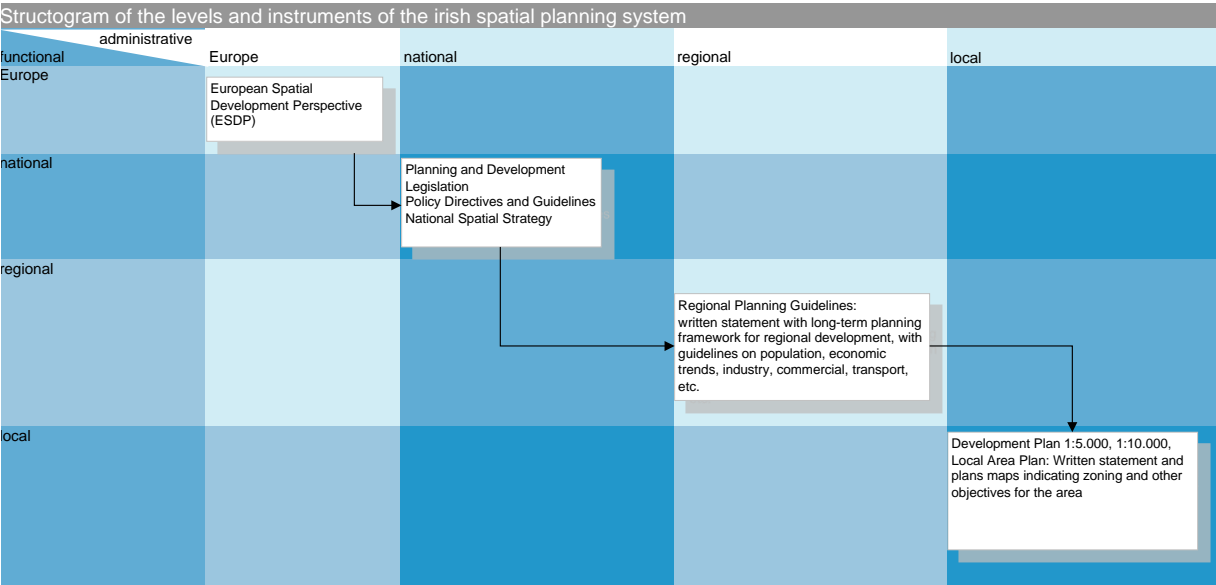 Structogram of the levels and instruments of the irish spatial planning system
administrative
functional
Europe
national
regional
local
Europe
European Spatial
Development Perspective
(ESDP)
national
Planning and Development
Legislation
Policy Directives and Guidelines
National Spatial Strategy
regional
Regional Planning Guidelines:
written statement with long-term planning
framework for regional development, with
guidelines on population, economic
trends, industry, commercial, transport,
etc.
local
Development Plan 1:5.000, 1:10.000,
Local Area Plan: Written statement and
plans maps indicating zoning and other
objectives for the area